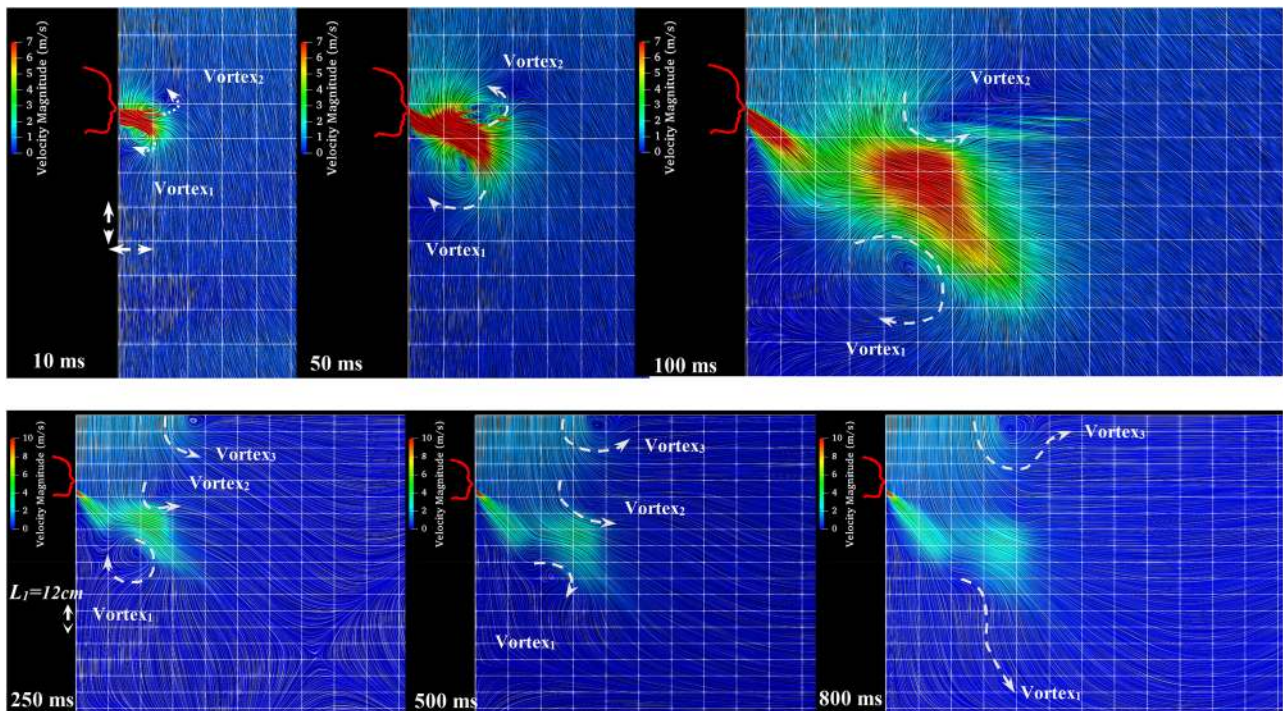 Velocity Magnitude (m/s)
7
6
5
4
3
2
1
0
Vortex₂
Vortex₁
10 ms
Velocity Magnitude (m/s)
7
6
5
4
3
2
1
0
Vortex₂
Vortex₁
50 ms
Velocity Magnitude (m/s)
7
6
5
4
3
2
1
0
Vortex₂
Vortex₁
100 ms
Velocity Magnitude (m/s)
10
8
6
4
2
0
Vortex₃
Vortex₂
L₁=12cm
Vortex₁
250 ms
Velocity Magnitude (m/s)
10
8
6
4
2
0
Vortex₃
Vortex₂
Vortex₁
500 ms
Velocity Magnitude (m/s)
10
8
6
4
2
0
Vortex₃
Vortex₁
800 ms